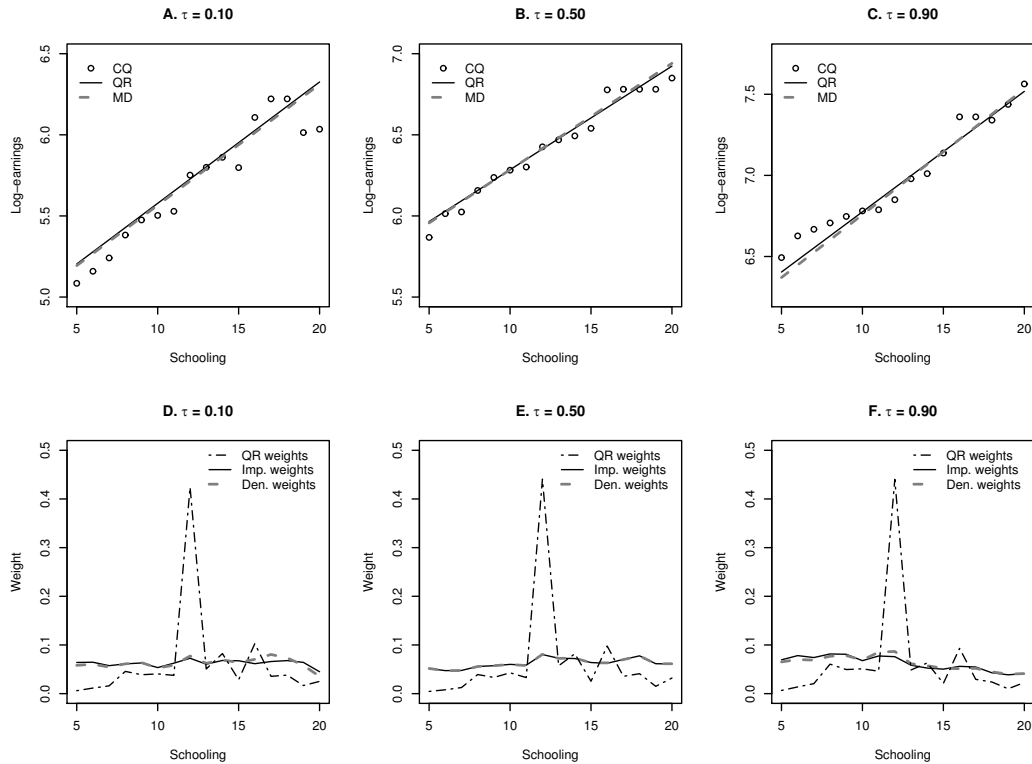 A. τ = 0.10
6.5
6.0
5.5
5.0
Log−earnings
CQ
QR
MD
5 10 15 20
Schooling
B. τ = 0.50
7.0
6.5
6.0
5.5
Log−earnings
CQ
QR
MD
5 10 15 20
Schooling
C. τ = 0.90
7.5
7.0
6.5
Log−earnings
CQ
QR
MD
5 10 15 20
Schooling
D. τ = 0.10
0.5
0.4
0.3
0.2
0.1
0.0
Weight
QR weights
Imp. weights
Den. weights
5 10 15 20
Schooling
E. τ = 0.50
0.5
0.4
0.3
0.2
0.1
0.0
Weight
QR weights
Imp. weights
Den. weights
5 10 15 20
Schooling
F. τ = 0.90
0.5
0.4
0.3
0.2
0.1
0.0
Weight
QR weights
Imp. weights
Den. weights
5 10 15 20
Schooling